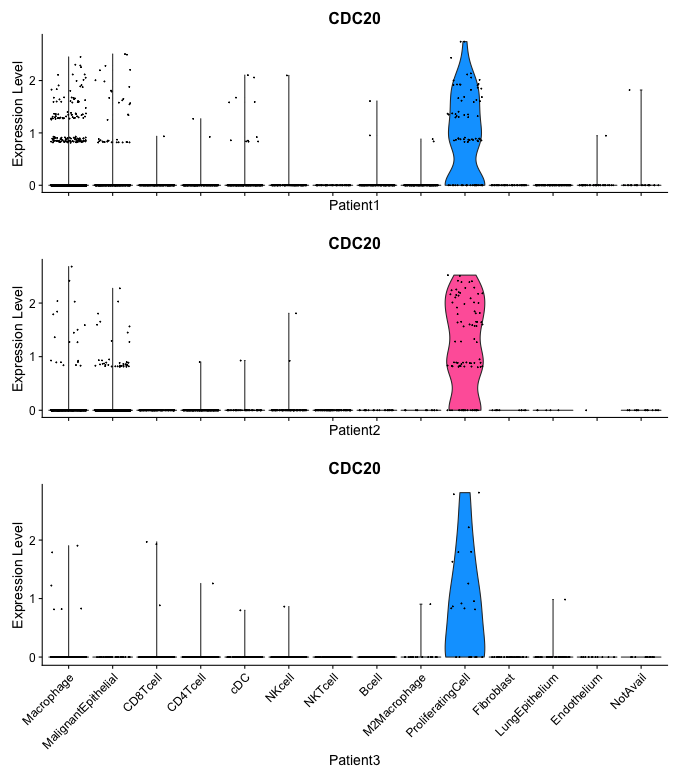 CDC20
Expression Level
2
1
0
Patient1
CDC20
Expression Level
2
1
0
Patient2
CDC20
Expression Level
2
1
0
Macrophage
MalignantEpithelial
CD8Tcell
CD4Tcell
cDC
NKcell
NKTcell
Bcell
M2Macrophage
ProliferatingCell
Fibroblast
LungEpithelium
Endothelium
NotAvail
Patient3